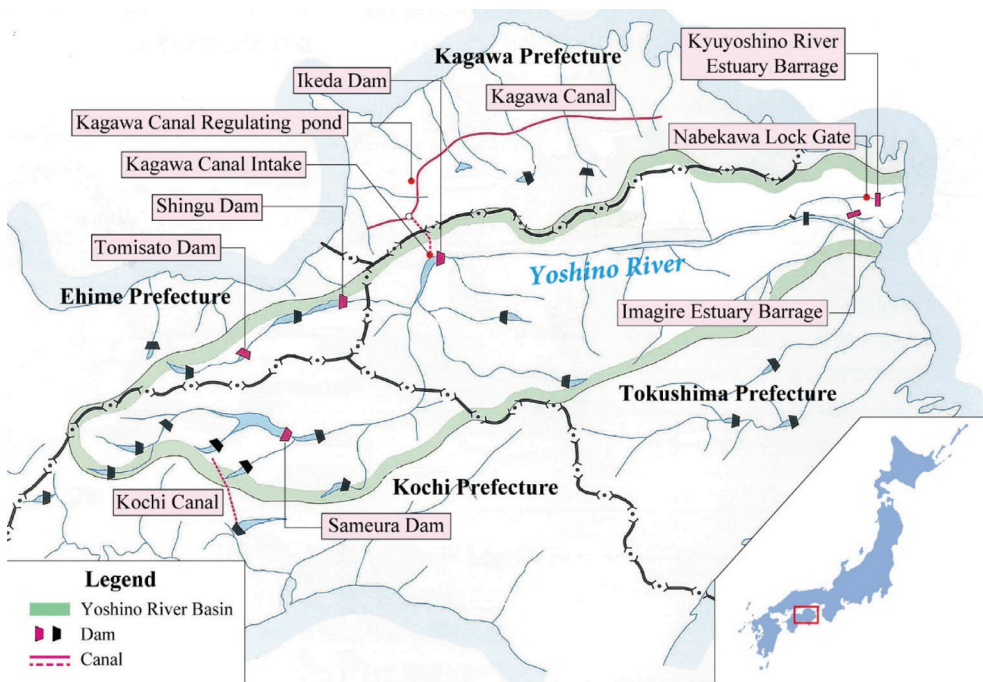 Kagawa Prefecture
Kyuyoshino River
Estuary Barrage
Ikeda Dam
Kagawa Canal
Kagawa Canal Regulating pond
Nabekawa Lock Gate
Kagawa Canal Intake
Shingu Dam
Tomisato Dam
Yoshino River
Ehime Prefecture
Imagire Estuary Barrage
Tokushima Prefecture
Kochi Canal
Kochi Prefecture
Sameura Dam
Legend
Yoshino River Basin
Dam
Canal